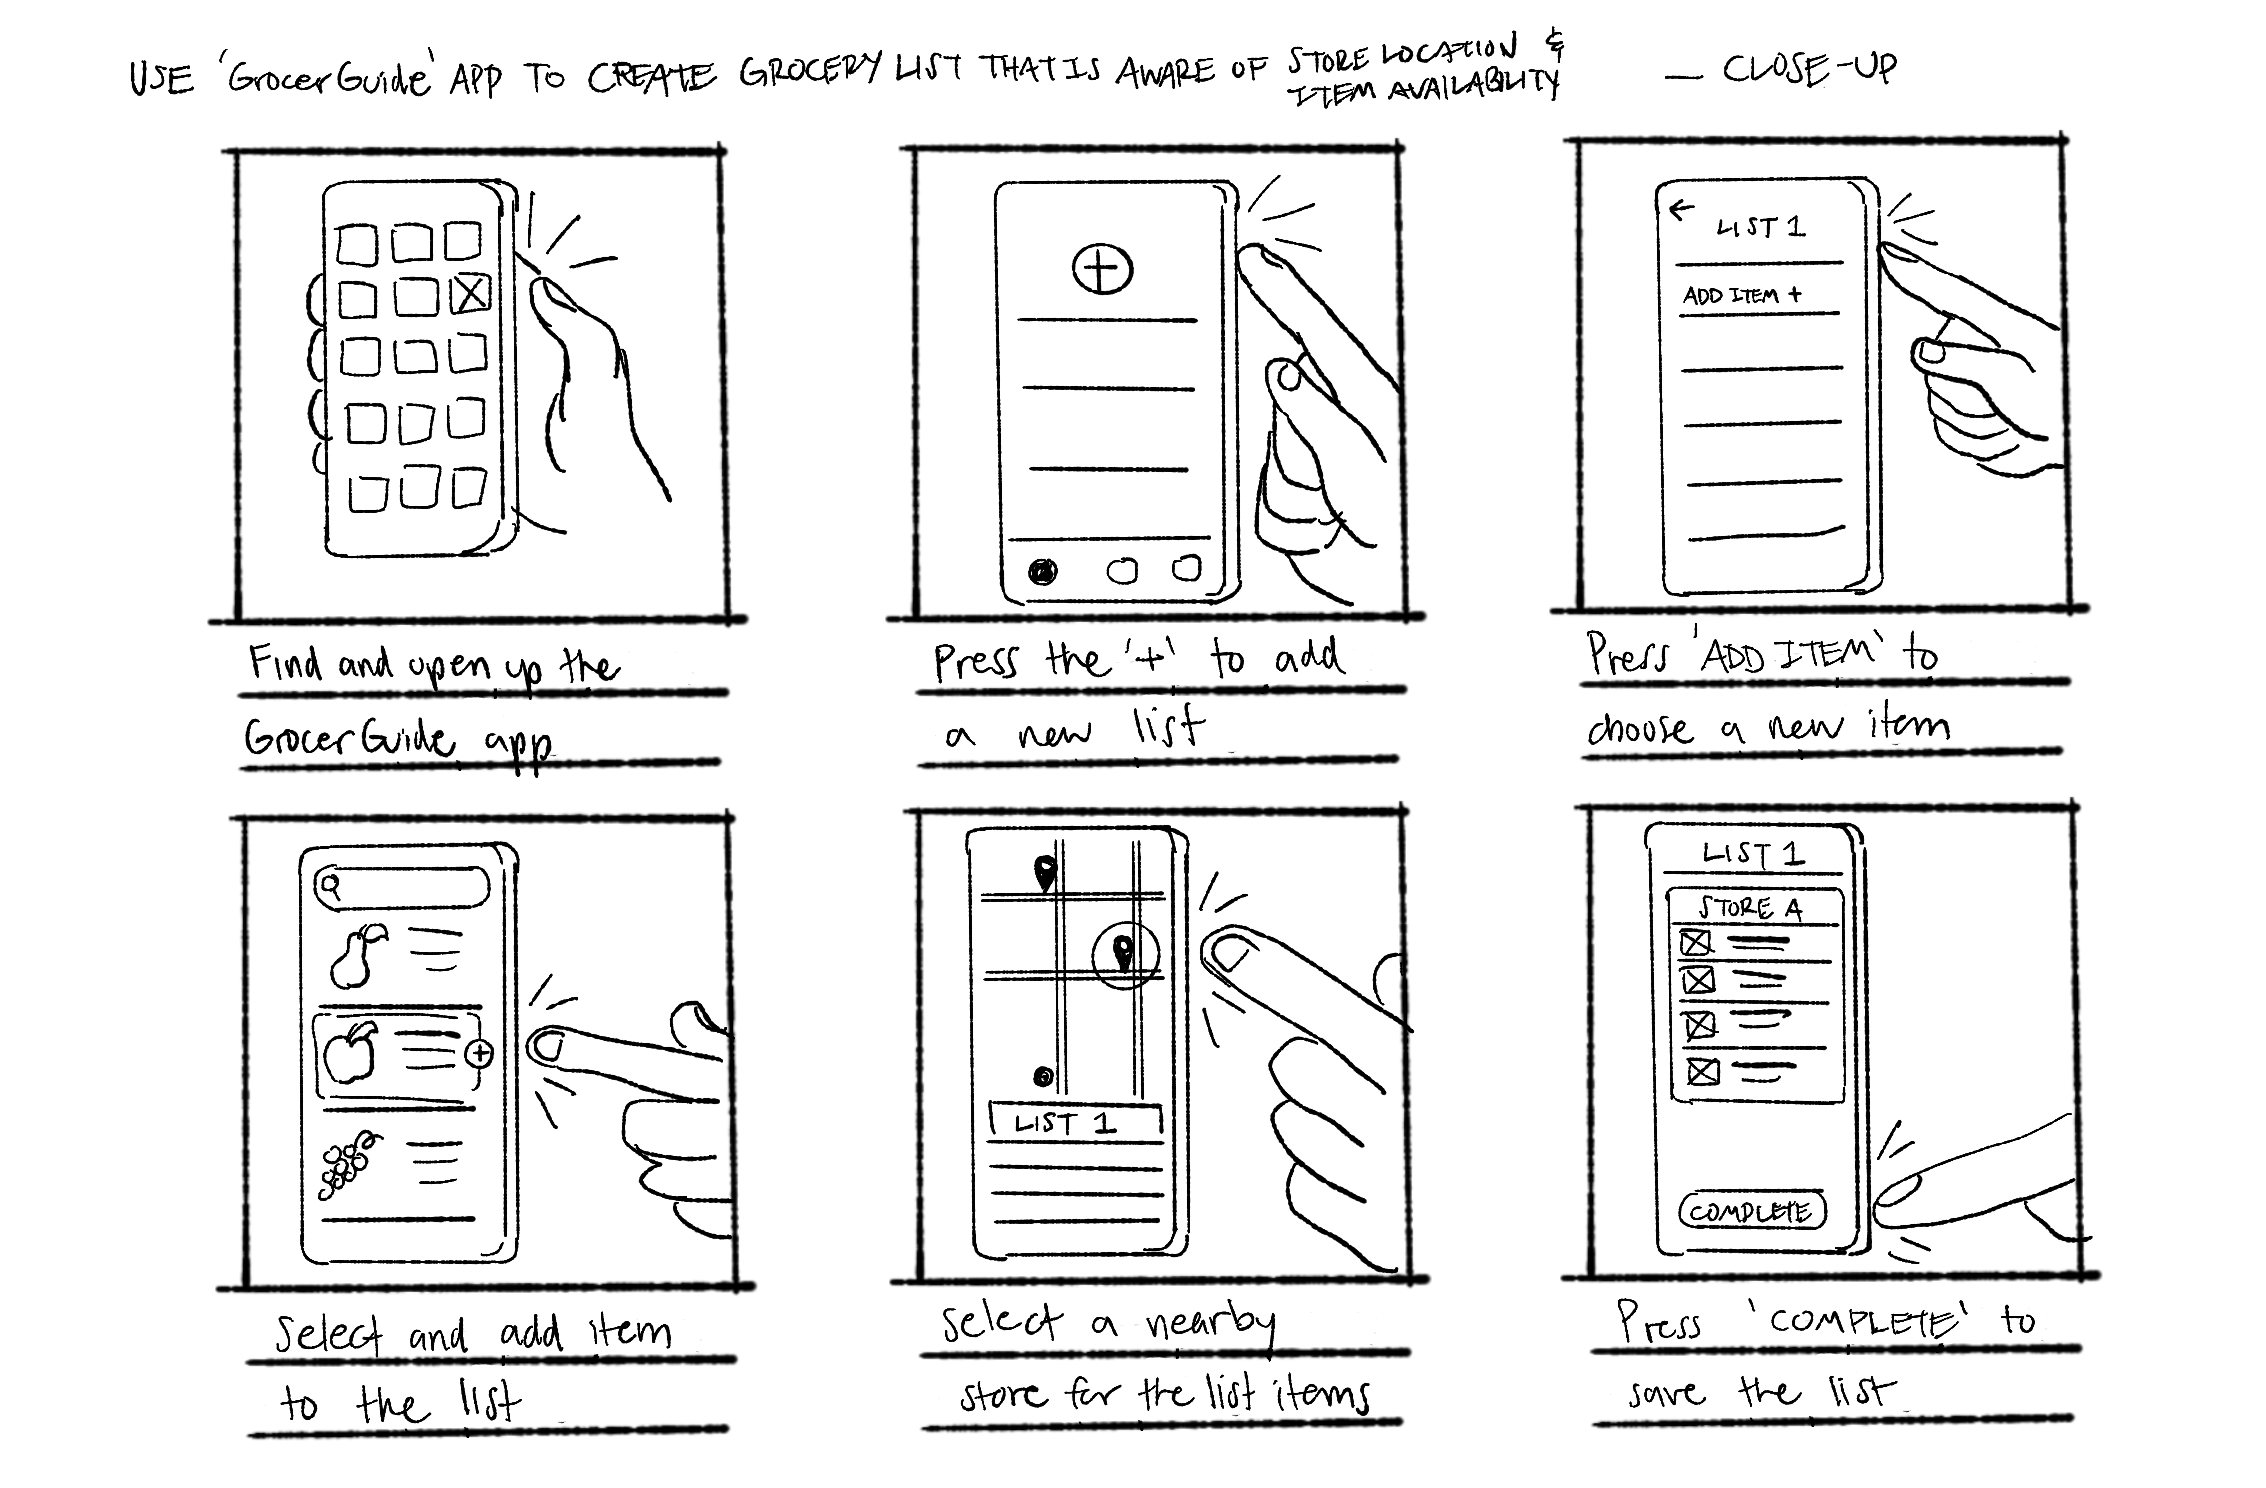 USE 'GrocerGuide' APP TO CREATE GROCERY LIST THAT IS AWARE OF STORE LOCATION &
ITEM AVAILABILITY
— CLOSE-UP
Find and open up the
GrocerGuide app
+
Press the '+' to add
a new list
←
LIST 1
ADD ITEM +
Press 'ADD ITEM' to
choose a new item
+
Select and add item
to the list
LIST 1
Select a nearby
store for the list items
LIST 1
STORE A
COMPLETE
Press 'COMPLETE' to
save the list